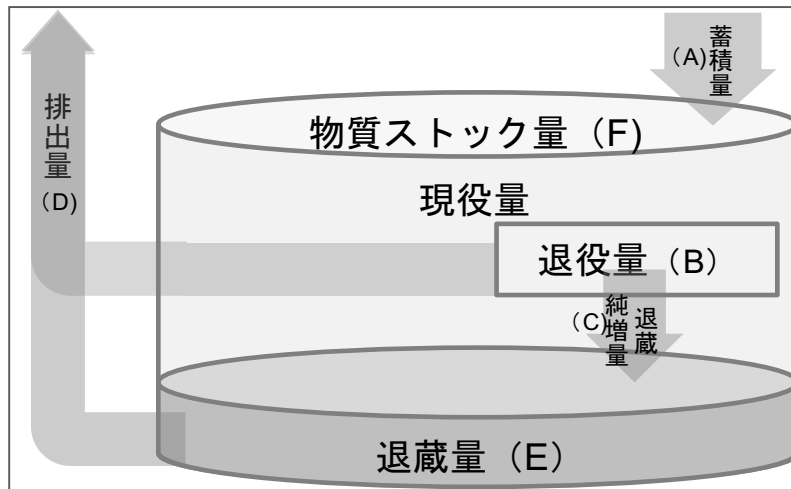 蓄積量
(A)
物質ストック量（F)
排出量
（D)
現役量
退役量（B）
退蔵
純増量
（C)
退蔵量（E）